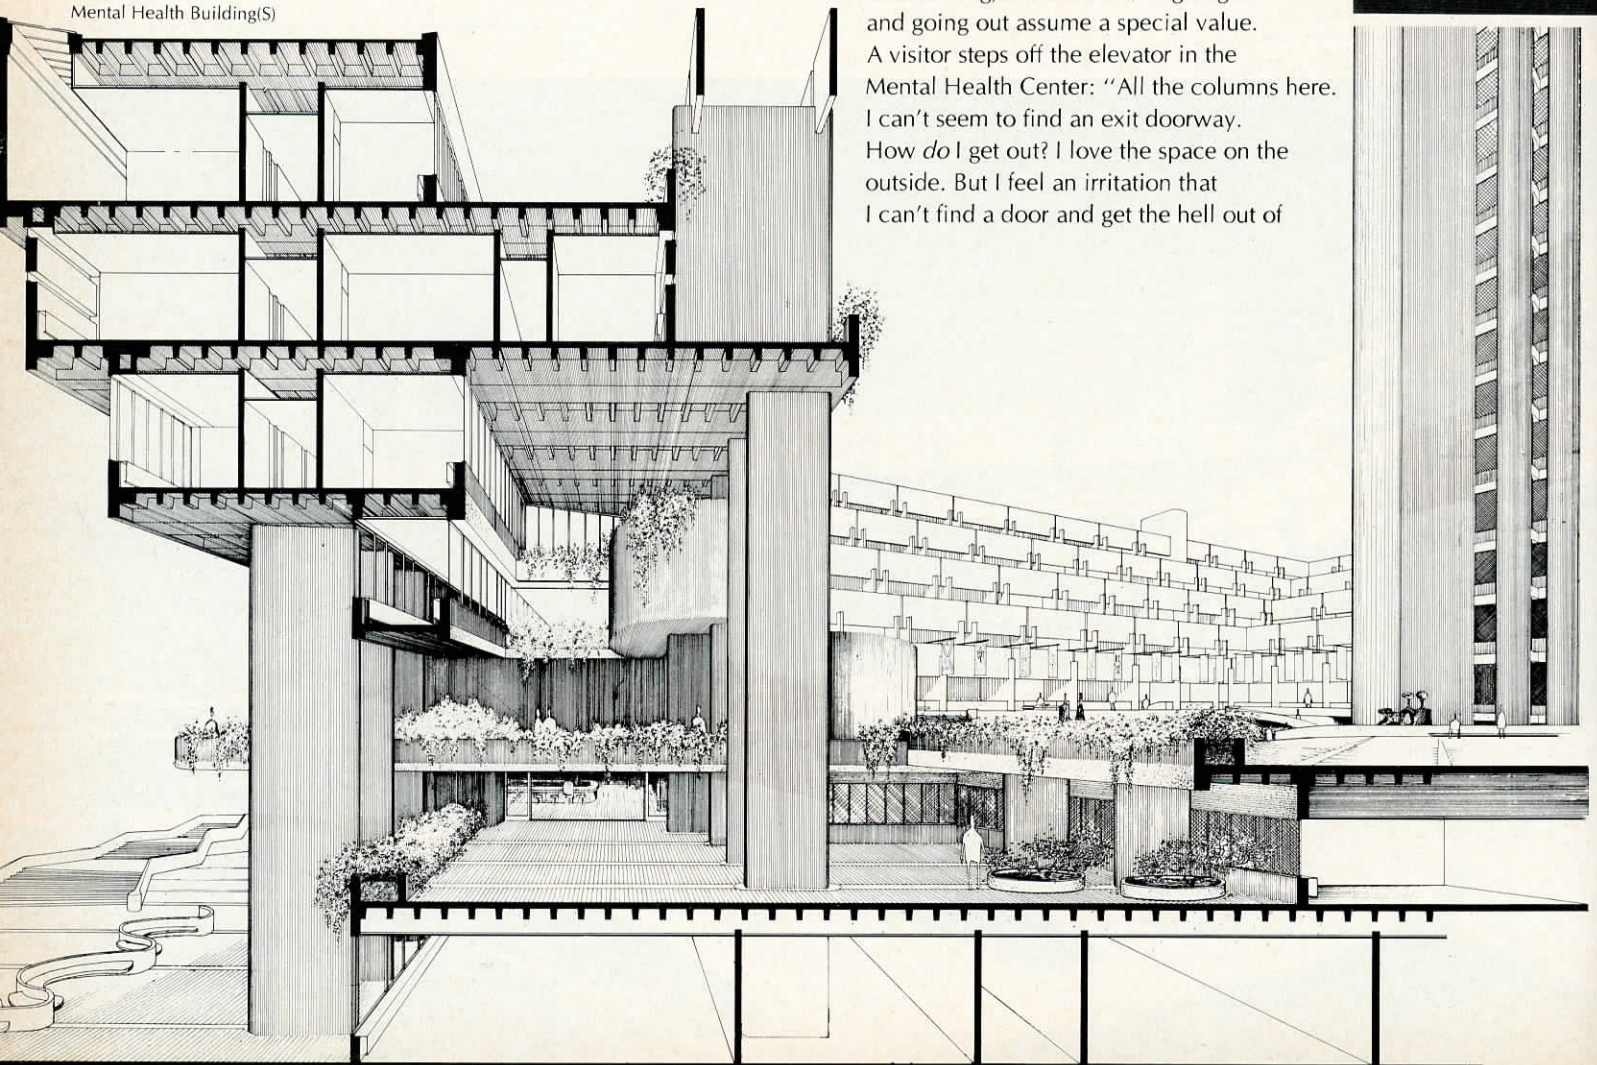 Mental Health Building(S)
and going out assume a special value.
A visitor steps off the elevator in the
Mental Health Center: “All the columns here.
I can't seem to find an exit doorway.
How do I get out? I love the space on the
outside. But I feel an irritation that
I can't find a door and get the hell out of